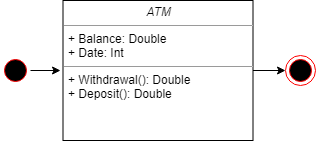 ATM
+ Balance: Double
+ Date: Int
+ Withdrawal(): Double
+ Deposit(): Double